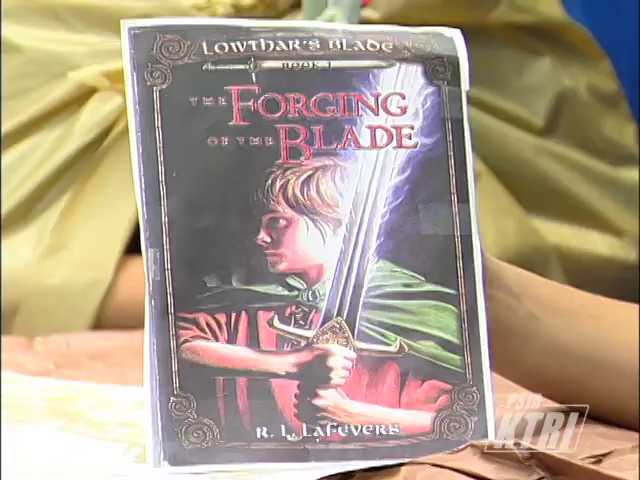 LOWTHAR'S BLADE
BOOK 1
THE FORGING
OF THE BLADE
R. L. LAFEVERS
KTRI